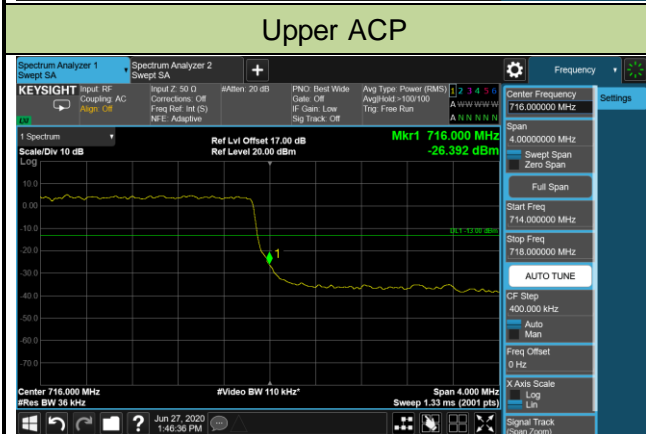 Upper ACP
Spectrum Analyzer 1
Swept SA
Spectrum Analyzer 2
Swept SA
+
Frequency
KEYSIGHT
Input: RF
Coupling: AC
Align: Off
Input Z: 50 Ω
Corrections: Off
Freq Ref: Int (S)
NFE: Adaptive
#Atten: 20 dB
PNO: Best Wide
Gate: Off
IF Gain: Low
Sig Track: Off
Avg Type: Power (RMS)
Avg|Hold:>100/100
Trig: Free Run
1 2 3 4 5 6
A W W W W W
A N N N N N
LV
1 Spectrum
Scale/Div 10 dB
Log
Ref Lvl Offset 17.00 dB
Ref Level 20.00 dBm
Mkr1 716.000 MHz
-26.392 dBm
10.0
0.00
-10.0
-20.0
-30.0
-40.0
-50.0
-60.0
-70.0
DL1 -13.00 dBm
1
Center 716.000 MHz
#Res BW 36 kHz
#Video BW 110 kHz*
Span 4.000 MHz
Sweep 1.33 ms (2001 pts)
Jun 27, 2020
1:46:36 PM
Center Frequency
716.000000 MHz
Settings
Span
4.00000000 MHz
Swept Span
Zero Span
Full Span
Start Freq
714.000000 MHz
Stop Freq
718.000000 MHz
AUTO TUNE
CF Step
400.000 kHz
Auto
Man
Freq Offset
0 Hz
X Axis Scale
Log
Lin
Signal Track
(Span Zoom)